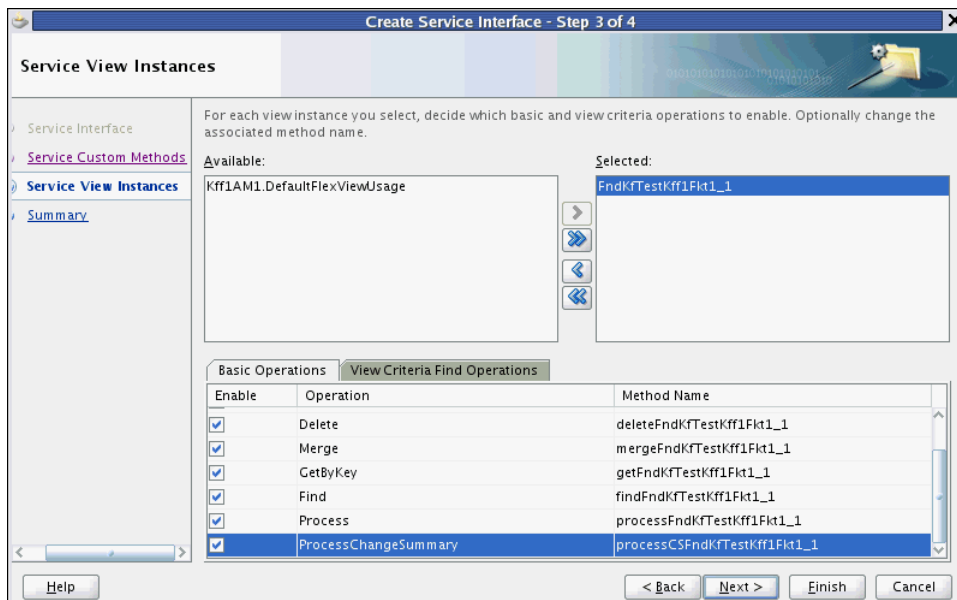 Create Service Interface - Step 3 of 4
Service View Instances
Service Interface
Service Custom Methods
Service View Instances
Summary
For each view instance you select, decide which basic and view criteria operations to enable. Optionally change the
associated method name.
Available:
Selected:
Kff1AM1.DefaultFlexViewUsage
FndKfTestKff1Fkt1_1
Basic Operations View Criteria Find Operations
Enable Operation Method Name
Delete deleteFndKfTestKff1Fkt1_1
Merge mergeFndKfTestKff1Fkt1_1
GetByKey getFndKfTestKff1Fkt1_1
Find findFndKfTestKff1Fkt1_1
Process processFndKfTestKff1Fkt1_1
ProcessChangeSummary processCSFndKfTestKff1Fkt1_1
Help < Back Next > Finish Cancel